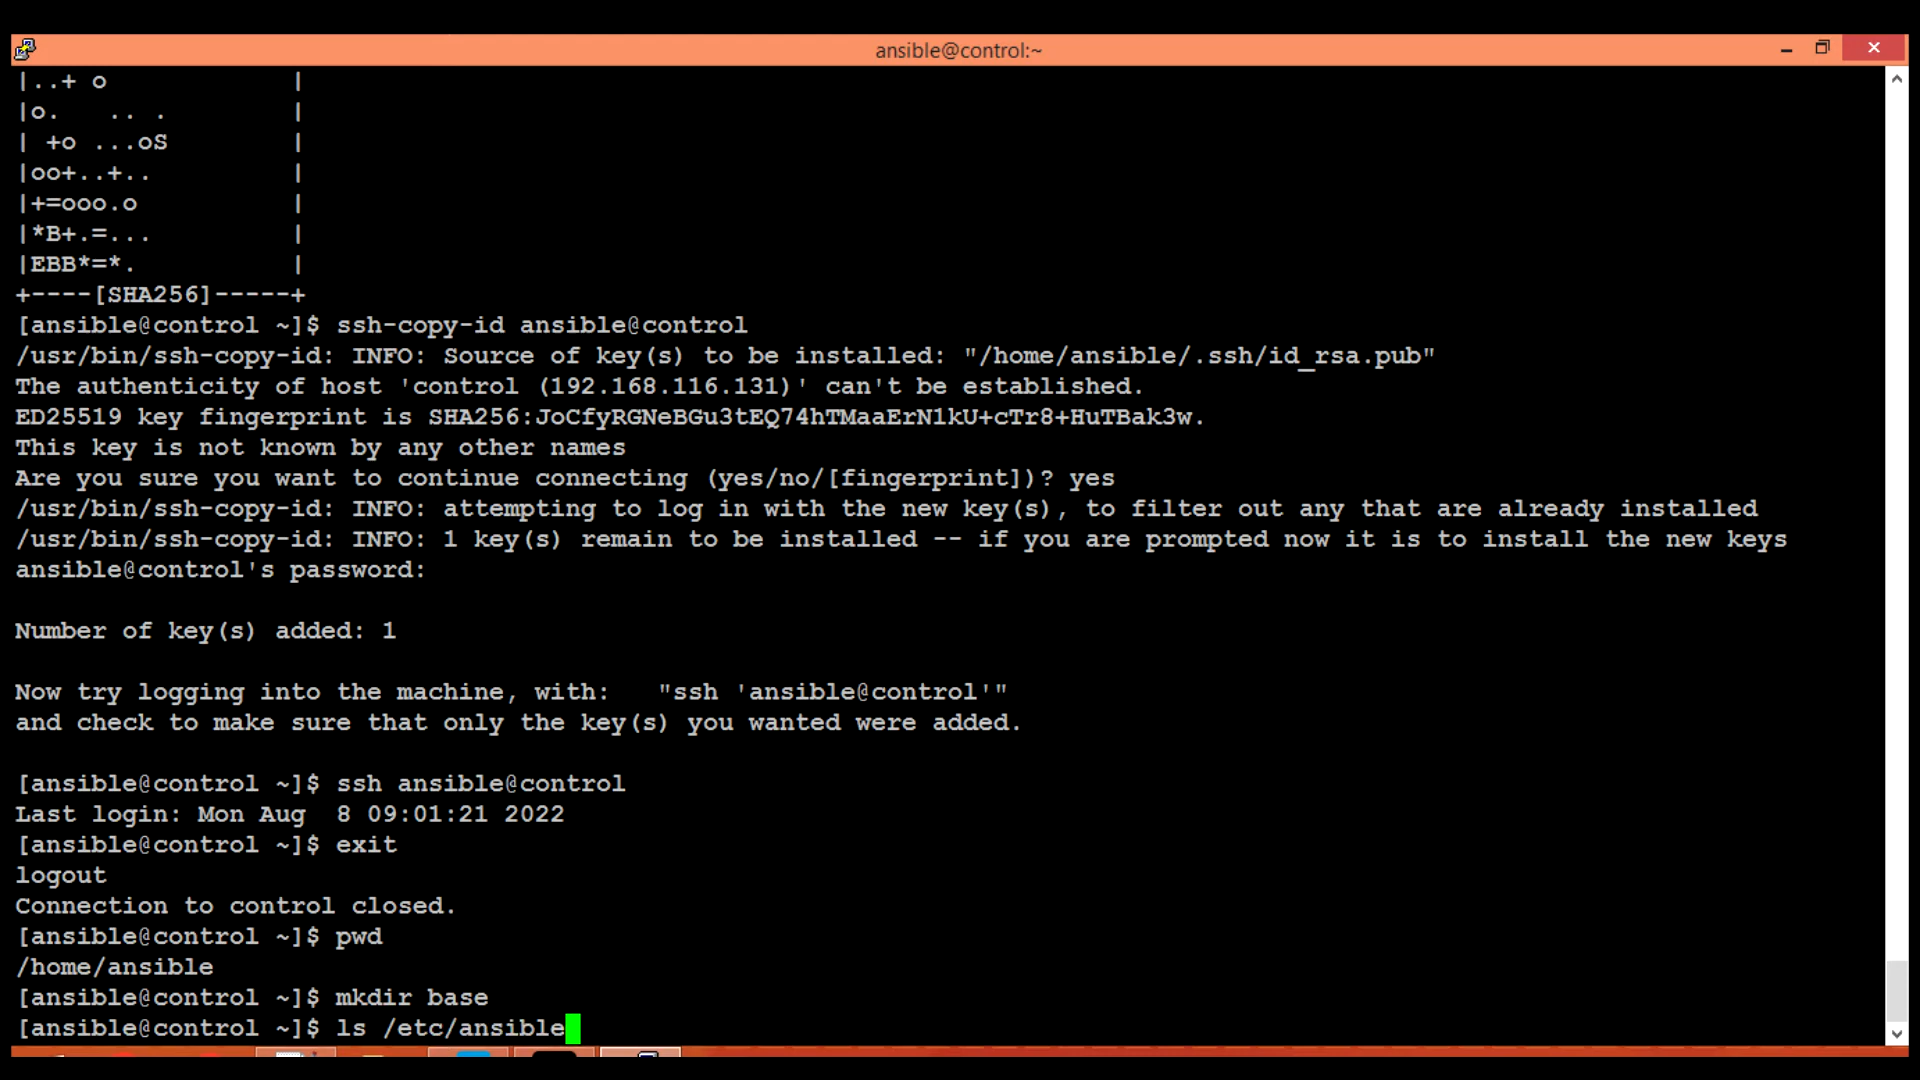 ansible@control:~
|..+ o            |
|o.   .. .        |
| +o ...oS        |
|oo+..+..         |
|+=ooo.o          |
|*B+.=...         |
|EBB*=*.          |
+----[SHA256]-----+
[ansible@control ~]$ ssh-copy-id ansible@control
/usr/bin/ssh-copy-id: INFO: Source of key(s) to be installed: "/home/ansible/.ssh/id_rsa.pub"
The authenticity of host 'control (192.168.116.131)' can't be established.
ED25519 key fingerprint is SHA256:JoCfyRGNeBGu3tEQ74hTMaaErN1kU+cTr8+HuTBak3w.
This key is not known by any other names
Are you sure you want to continue connecting (yes/no/[fingerprint])? yes
/usr/bin/ssh-copy-id: INFO: attempting to log in with the new key(s), to filter out any that are already installed
/usr/bin/ssh-copy-id: INFO: 1 key(s) remain to be installed -- if you are prompted now it is to install the new keys
ansible@control's password:
Number of key(s) added: 1
Now try logging into the machine, with:   "ssh 'ansible@control'"
and check to make sure that only the key(s) you wanted were added.
[ansible@control ~]$ ssh ansible@control
Last login: Mon Aug  8 09:01:21 2022
[ansible@control ~]$ exit
logout
Connection to control closed.
[ansible@control ~]$ pwd
/home/ansible
[ansible@control ~]$ mkdir base
[ansible@control ~]$ ls /etc/ansible